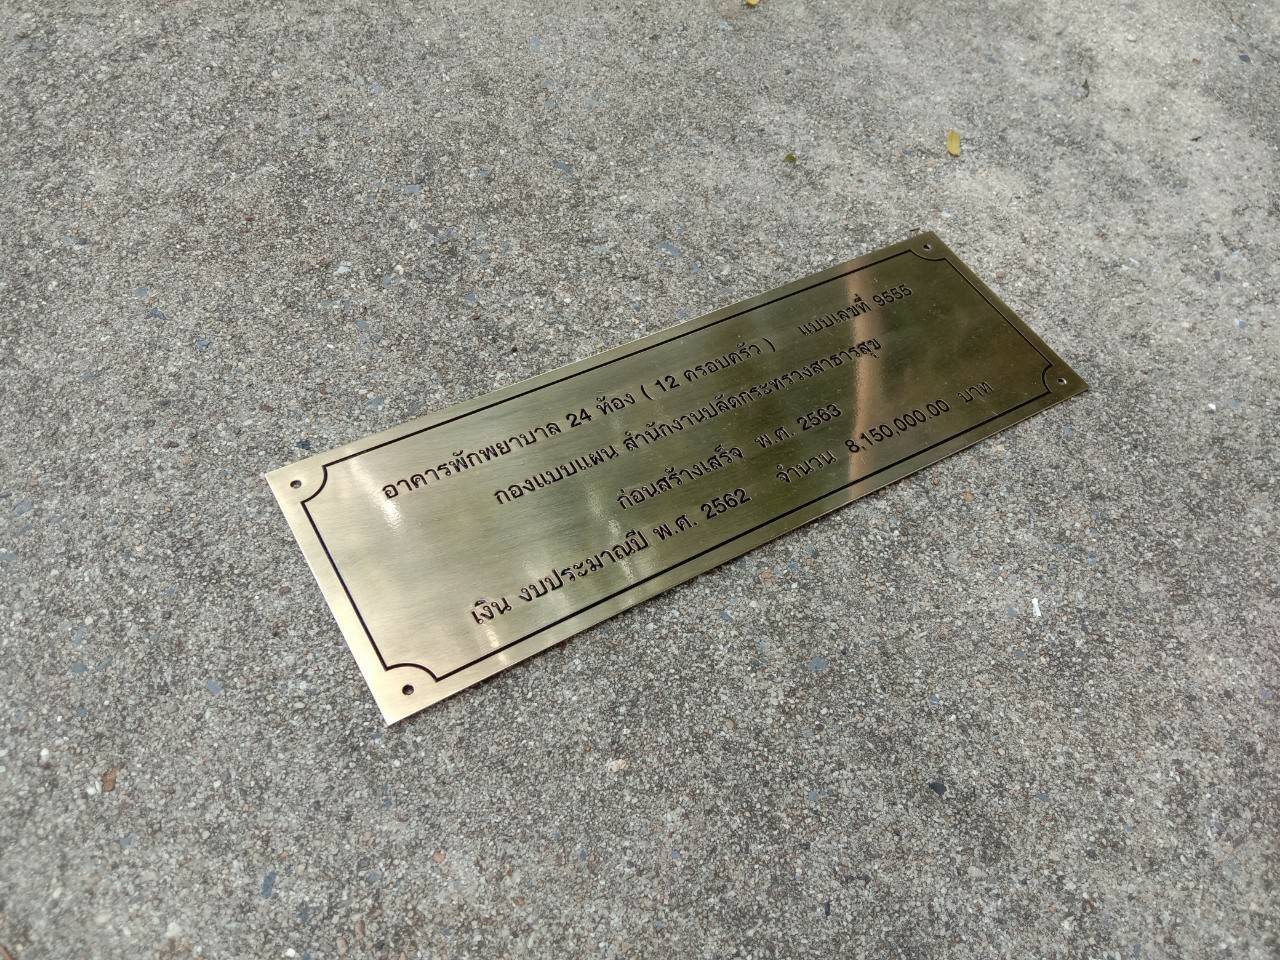 อาคารพักพยาบาล 24 ห้อง ( 12 ครอบครัว ) แบบเลขที่ 9555
กองแบบแผน สำนักงานปลัดกระทรวงสาธารสุข
ก่อนสร้างเสร็จ พ.ศ. 2563
เงิน งบประมาณปี พ.ศ. 2562 จำนวน 8,150,000.00 บาท